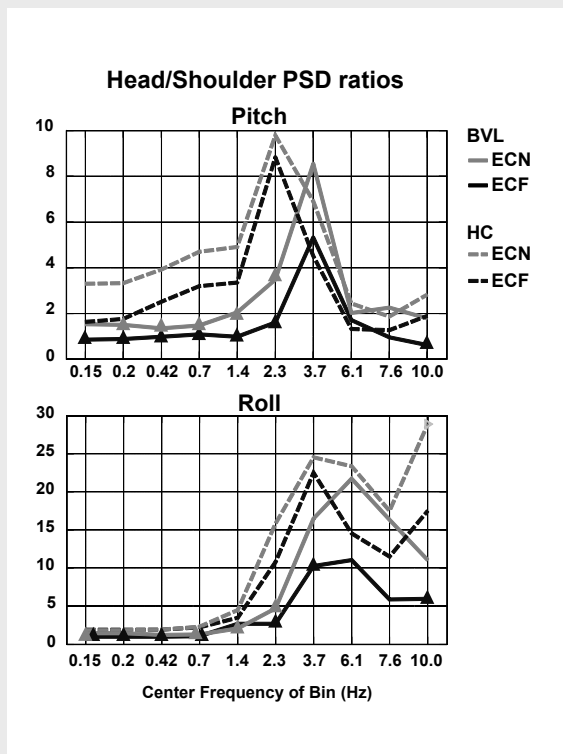 Head/Shoulder PSD ratios
Pitch
10
8
6
4
2
0
0.15 0.2 0.42 0.7 1.4 2.3 3.7 6.1 7.6 10.0
BVL
ECN
ECF
HC
ECN
ECF
Roll
30
25
20
15
10
5
0
0.15 0.2 0.42 0.7 1.4 2.3 3.7 6.1 7.6 10.0
Center Frequency of Bin (Hz)